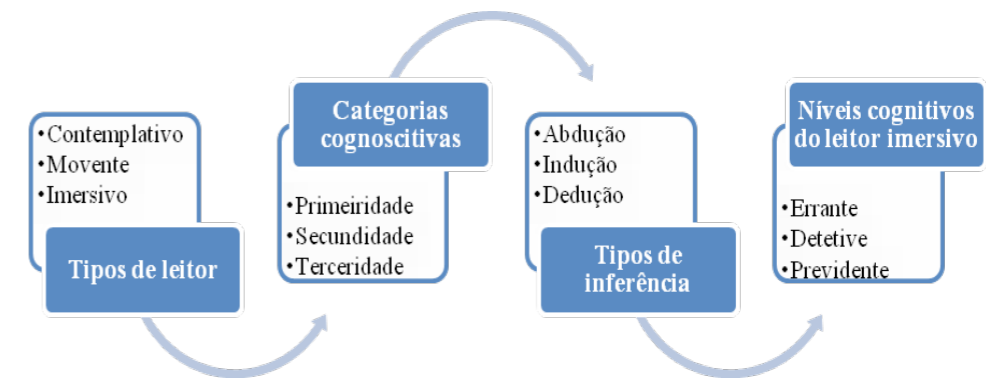 •Contemplativo
•Movente
•Imersivo
Tipos de leitor
Categorias
cognoscitivas
•Primeiridade
•Secundidade
•Terceridade
•Abdução
•Indução
•Dedução
Tipos de
inferência
Níveis cognitivos
do leitor imersivo
•Errante
•Detetive
•Previdente